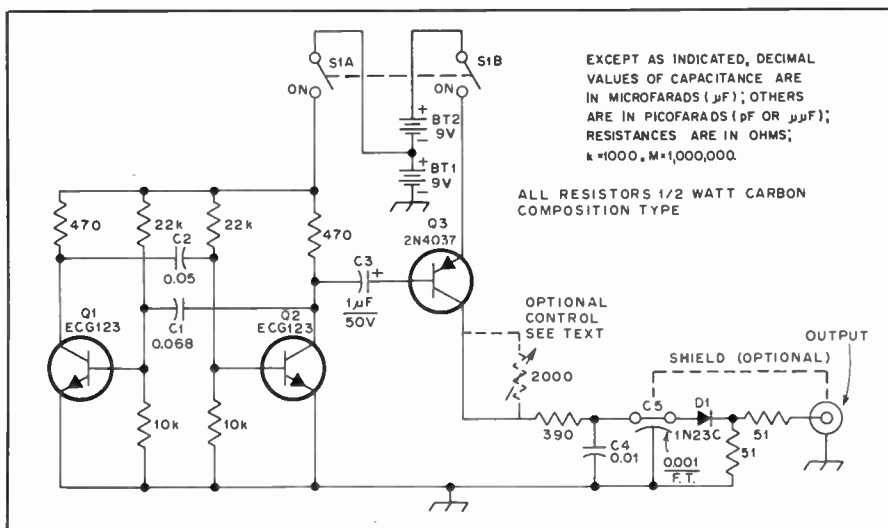 S1A
ON
+
BT2
9V
−
+
BT1
9V
−
S1B
ON
EXCEPT AS INDICATED, DECIMAL
VALUES OF CAPACITANCE ARE
IN MICROFARADS (µF); OTHERS
ARE IN PICOFARADS (pF OR µµF);
RESISTANCES ARE IN OHMS;
k=1000, M=1,000,000.
ALL RESISTORS 1/2 WATT CARBON
COMPOSITION TYPE
470
22k
22k
470
C2
0.05
C1
0.068
C3
+
1µF
50V
Q3
2N4037
Q1
ECG123
Q2
ECG123
10k
10k
OPTIONAL
CONTROL
SEE TEXT
2000
SHIELD (OPTIONAL)
OUTPUT
390
C4
0.01
C5
0.001
F.T.
D1
1N23C
51
51